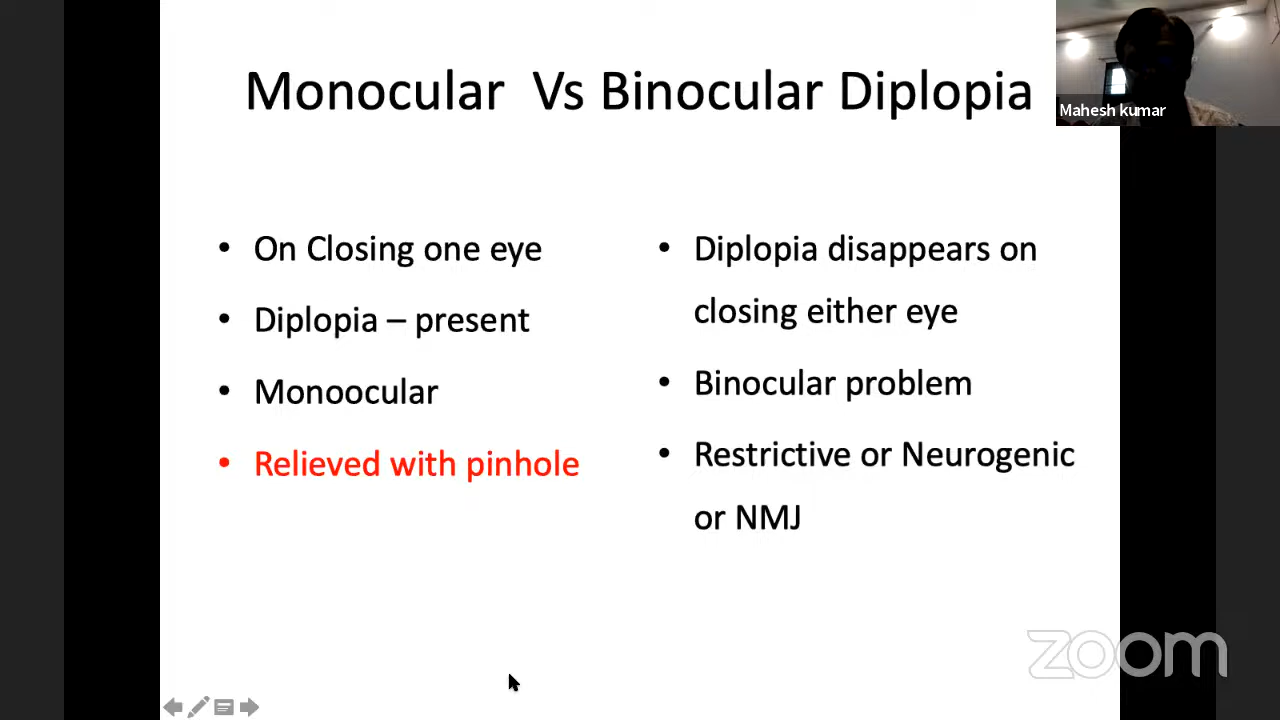 Monocular Vs Binocular Diplopia
Mahesh kumar
• On Closing one eye
• Diplopia – present
• Monoocular
• Relieved with pinhole
• Diplopia disappears on
closing either eye
• Binocular problem
• Restrictive or Neurogenic
or NMJ
zoom